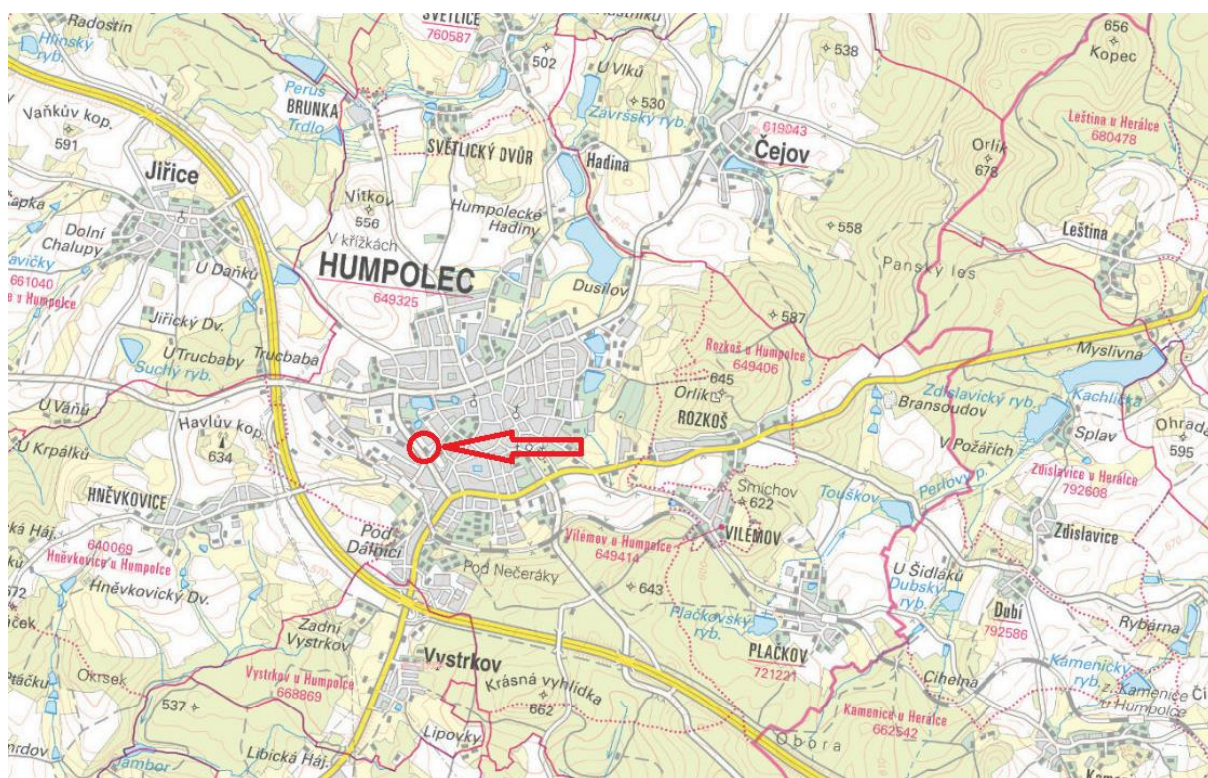 Radostín
SVĚTLICE
760587
502
538
656
Kopec
Hlinský
ryb.
Peruš
BRUNKA
Trdlo
U Vlků
530
Závršský ryb.
619043
Čejov
Leština u Herálce
680478
Vaňkův kop.
591
SVĚTLICKÝ DVŮR
Hadina
Orlík
678
Jiřice
Vítkov
556
Humpolecké
Hadiny
558
Leština
Dolní
Chalupy
V křížkách
HUMPOLEC
649325
Panský les
U Daňků
661040
Dusilov
Jiřický Dv.
587
U Trucbaby
Trucbaba
Suchý ryb.
Rozkoš u Humpolce
649406
Myslivna
645
Orlík
ROZKOŠ
Zdislavický ryb.
Kachlička
Bransoudov
U Váňů
Havlův kop.
634
U Krpálků
V Požárích
Splav
Ohrada
595
Zdislavice u Herálce
792608
HNĚVKOVICE
Smíchov
622
Touškov
Perlový p.
Pod
Dálnicí
Vilémov u Humpolce
649414
VILÉMOV
Zdislavice
640069
Hněvkovice u Humpolce
Pod Nečeráky
643
U Šidláků
Dubský
ryb.
Hněvkovický Dv.
Dubí
792586
Plačkovský
ryb.
Rybárna
Zadní
Vystrkov
PLAČKOV
721221
Vystrkov
Vystrkov u Humpolce
668869
Krásná vyhlídka
662
Cihelna
Kamenický
ryb.
z. Kamenice
u Humpolce
Okrsek
537
Kamenice u Herálce
662542
Lipovky
Libická Háj.
Obora
Jambor